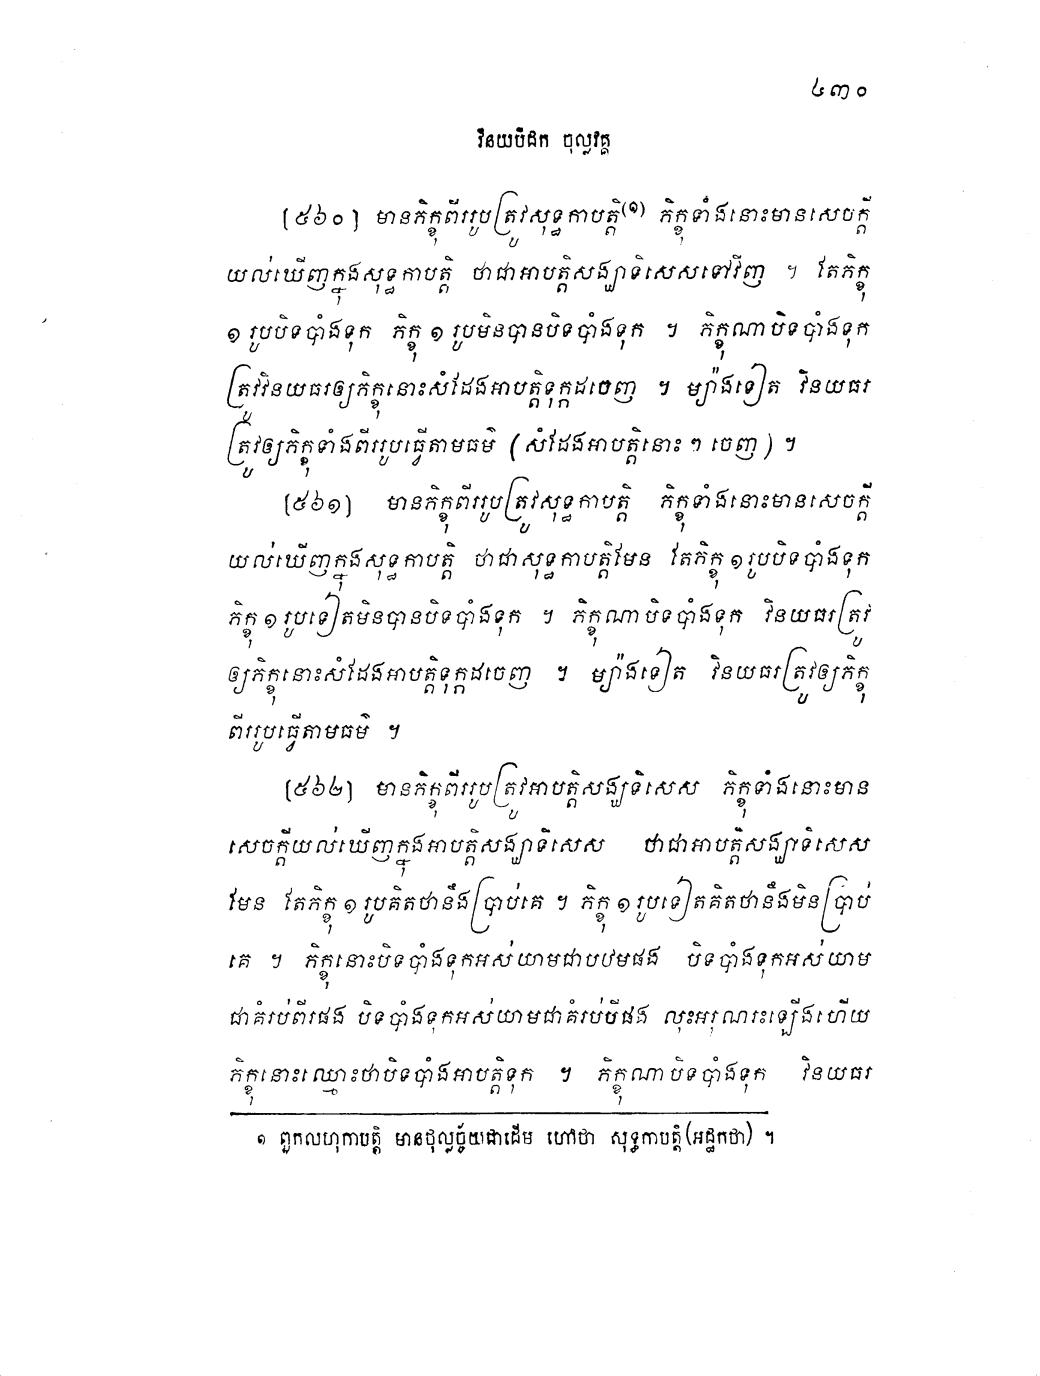 ៤៣០
វិនយបិដក ចុល្លវគ្គ
[៥៦០] មានភិក្ខុពីររូបត្រូវសុទ្ធកាបត្តិ(១) ភិក្ខុទាំងនោះមានសេចក្តី
យល់ឃើញក្នុងសុទ្ធកាបត្តិ ថាជាអាបត្តិសង្ឃាទិសេសទៅវិញ ។ តែភិក្ខុ
១ រូបបិទបាំងទុក ភិក្ខុ ១ រូបមិនបានបិទបាំងទុក ។ ភិក្ខុណាបិទបាំងទុក
ត្រូវវិនយធរឲ្យភិក្ខុនោះសំដែងអាបត្តិទុក្កដចេញ ។ ម្យ៉ាងទៀត វិនយធរ
ត្រូវឲ្យភិក្ខុទាំងពីររូបធ្វើតាមធម៌ (សំដែងអាបត្តិនោះ ៗ ចេញ) ។
[៥៦១] មានភិក្ខុពីររូបត្រូវសុទ្ធកាបត្តិ ភិក្ខុទាំងនោះមានសេចក្តី
យល់ឃើញក្នុងសុទ្ធកាបត្តិ ថាជាសុទ្ធកាបត្តិមែន តែភិក្ខុ ១ រូបបិទបាំងទុក
ភិក្ខុ ១ រូបទៀតមិនបានបិទបាំងទុក ។ ភិក្ខុណាបិទបាំងទុក វិនយធរត្រូវ
ឲ្យភិក្ខុនោះសំដែងអាបត្តិទុក្កដចេញ ។ ម្យ៉ាងទៀត វិនយធរត្រូវឲ្យភិក្ខុ
ពីររូបធ្វើតាមធម៌ ។
[៥៦២] មានភិក្ខុពីររូបត្រូវអាបត្តិសង្ឃទិសេស ភិក្ខុទាំងនោះមាន
សេចក្តីយល់ឃើញក្នុងអាបត្តិសង្ឃាទិសេស ថាជាអាបត្តិសង្ឃាទិសេស
មែន តែភិក្ខុ ១ រូបគិតថានឹងប្រាប់គេ ។ ភិក្ខុ ១ រូបទៀតគិតថានឹងមិនប្រាប់
គេ ។ ភិក្ខុនោះបិទបាំងទុកអស់យាមជាបឋមផង បិទបាំងទុកអស់យាម
ជាគំរប់ពីរផង បិទបាំងទុកអស់យាមជាគំរប់បីផង លុះអរុណរះឡើងហើយ
ភិក្ខុនោះឈ្មោះថាបិទបាំងអាបត្តិទុក ។ ភិក្ខុណាបិទបាំងទុក វិនយធរ
១ ពួកលហុកាបត្តិ មានថុល្លច្ច័យជាដើម ហៅថា សុទ្ធកាបត្តិំ (អដ្ឋកថា) ។